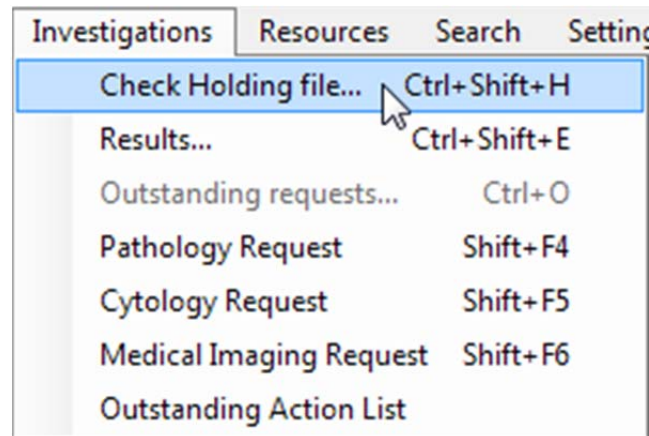 Investigations Resources Search Setting
Check Holding file... Ctrl+Shift+H
Results... Ctrl+Shift+E
Outstanding requests... Ctrl+O
Pathology Request Shift+F4
Cytology Request Shift+F5
Medical Imaging Request Shift+F6
Outstanding Action List